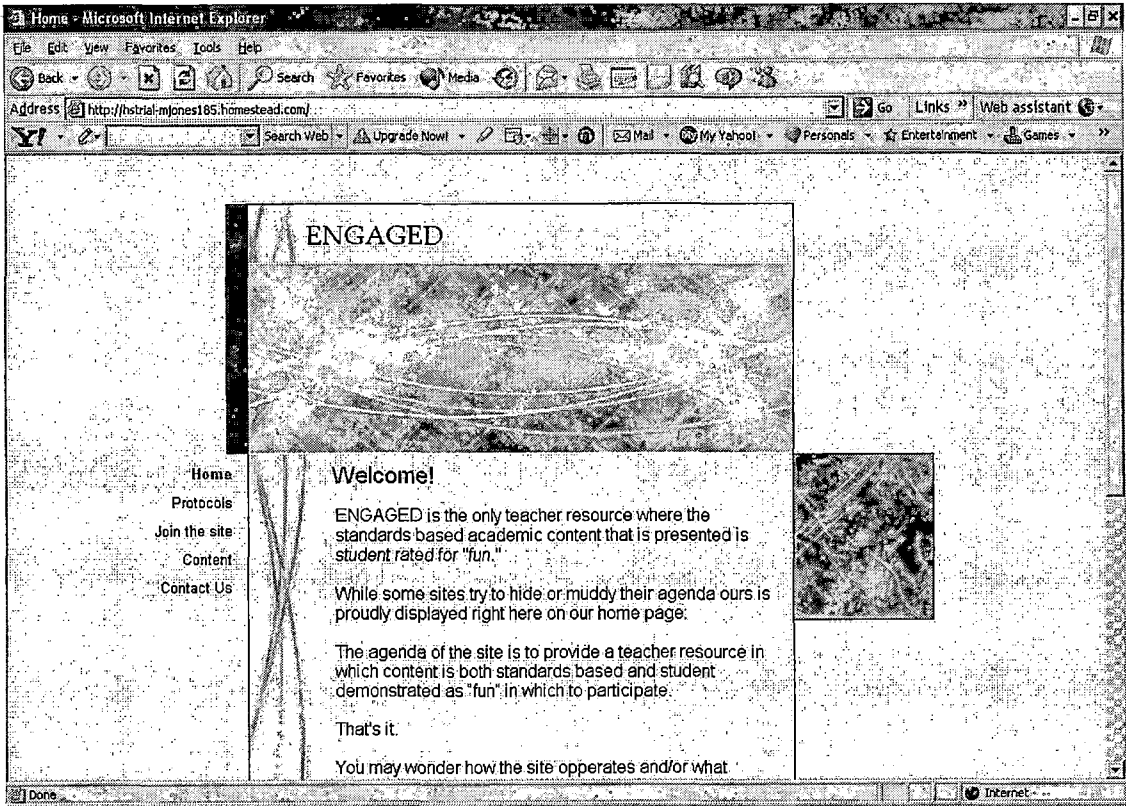 Home - Microsoft Internet Explorer
File Edit View Favorites Tools Help
Back Search Favorites Media
Address http://hstrial-mjones185.homestead.com/ Go Links » Web assistant
Y! Search Web Upgrade Now! Mail My Yahoo! Personals Entertainment Games »
ENGAGED
Home
Protocols
Join the site
Content
Contact Us
Welcome!
ENGAGED is the only teacher resource where the
standards based academic content that is presented is
student rated for "fun."
While some sites try to hide or muddy their agenda ours is
proudly displayed right here on our home page.
The agenda of the site is to provide a teacher resource in
which content is both standards based and student
demonstrated as "fun" in which to participate.
That's it.
You may wonder how the site opperates and/or what
Done Internet